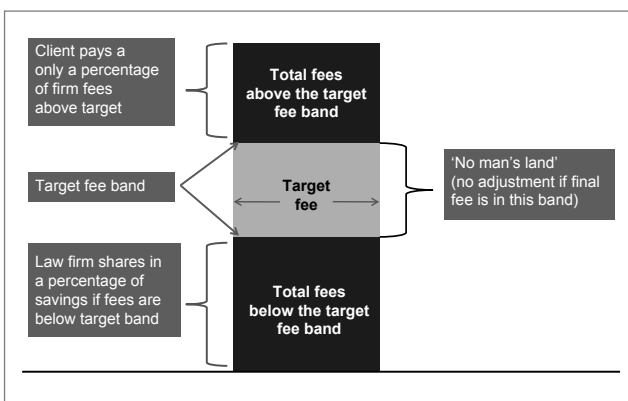 Client pays a
only a percentage
of firm fees
above target
Total fees
above the target
fee band
Target fee band
Target
fee
'No man's land'
(no adjustment if final
fee is in this band)
Law firm shares in
a percentage of
savings if fees are
below target band
Total fees
below the target
fee band